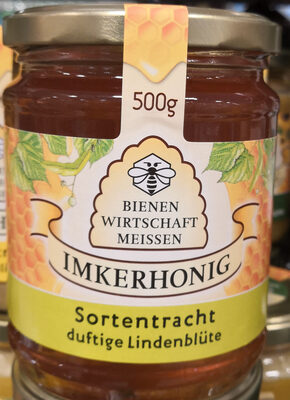 500g
BIENEN
WIRTSCHAFT
MEISSEN
IMKERHONIG
Sortentracht
duftige Lindenblüte